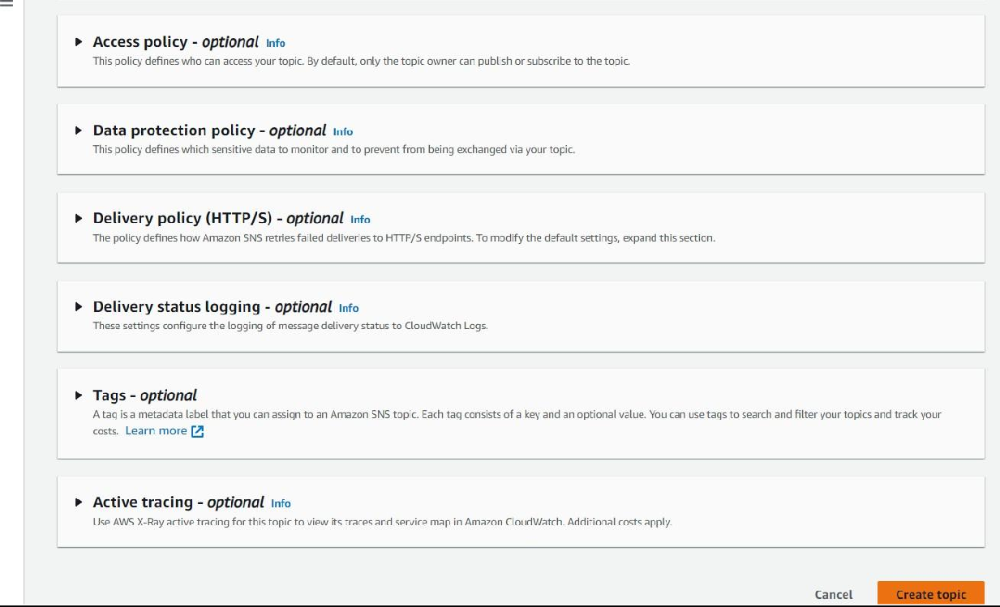 Access policy - optional Info
This policy defines who can access your topic. By default, only the topic owner can publish or subscribe to the topic.
Data protection policy - optional Info
This policy defines which sensitive data to monitor and to prevent from being exchanged via your topic.
Delivery policy (HTTP/S) - optional Info
The policy defines how Amazon SNS retries failed deliveries to HTTP/S endpoints. To modify the default settings, expand this section.
Delivery status logging - optional Info
These settings configure the logging of message delivery status to CloudWatch Logs.
Tags - optional
A tag is a metadata label that you can assign to an Amazon SNS topic. Each tag consists of a key and an optional value. You can use tags to search and filter your topics and track your
costs. Learn more
Active tracing - optional Info
Use AWS X-Ray active tracing for this topic to view its traces and service map in Amazon CloudWatch. Additional costs apply.
Cancel Create topic